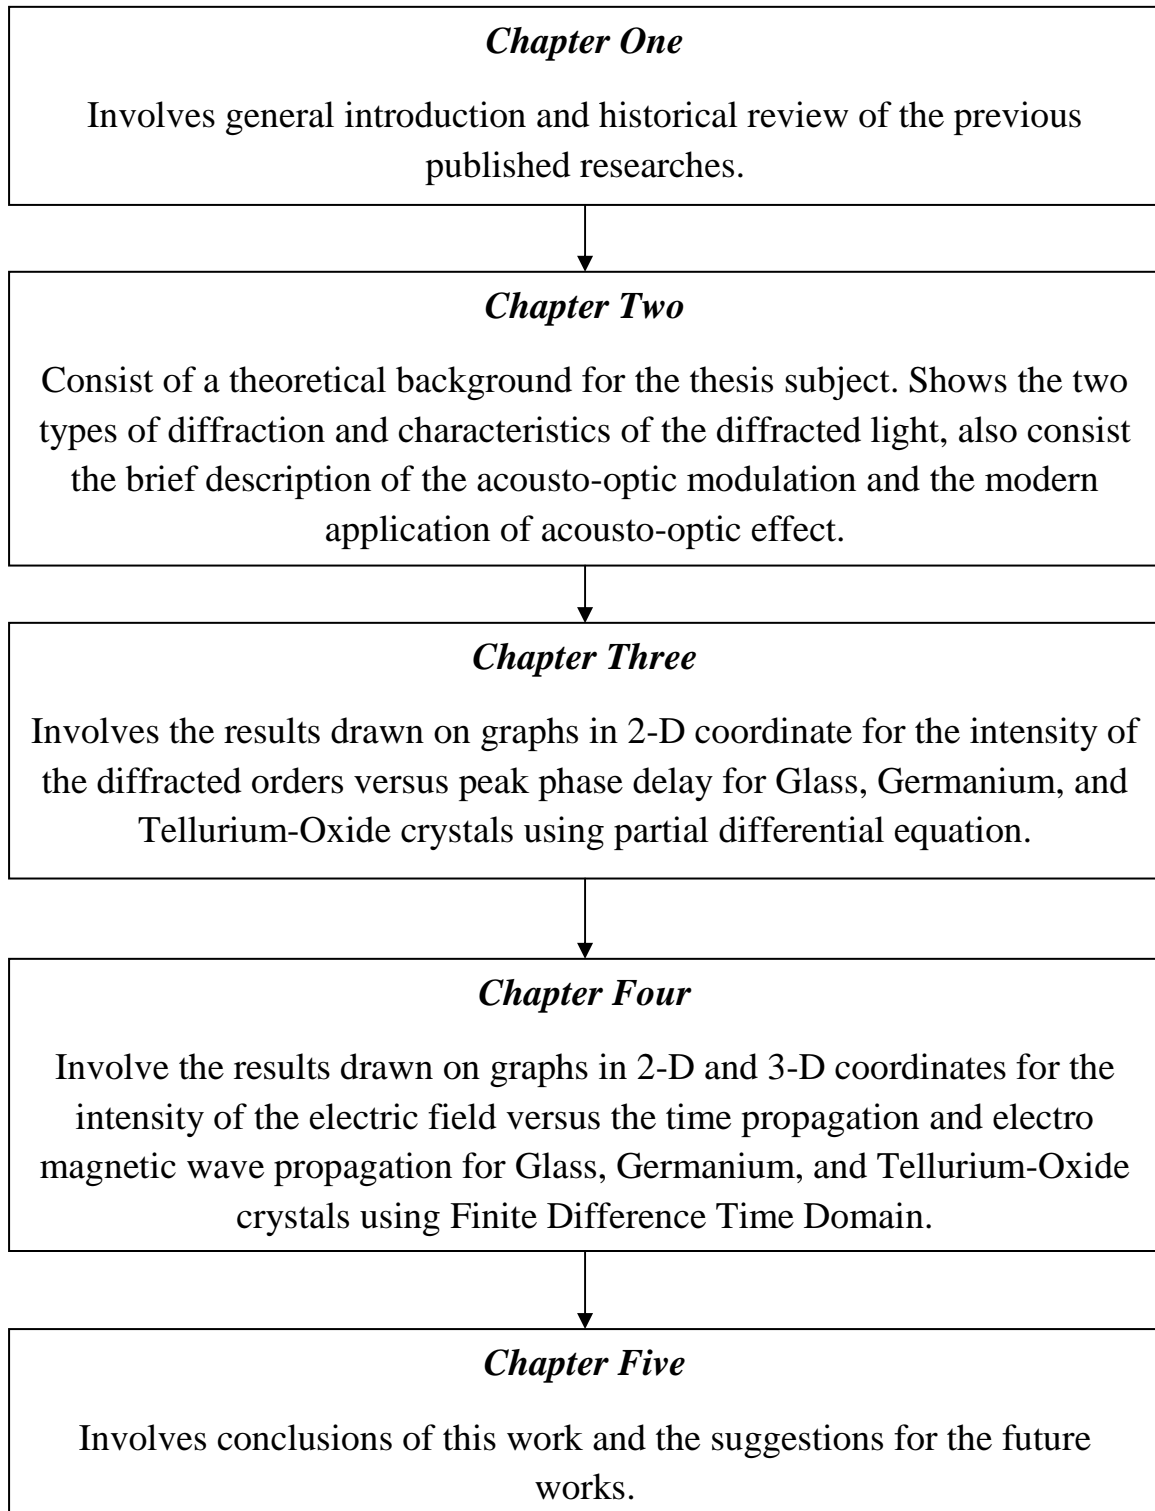 Chapter One
Involves general introduction and historical review of the previous
published researches.
Chapter Two
Consist of a theoretical background for the thesis subject. Shows the two
types of diffraction and characteristics of the diffracted light, also consist
the brief description of the acousto-optic modulation and the modern
application of acousto-optic effect.
Chapter Three
Involves the results drawn on graphs in 2-D coordinate for the intensity of
the diffracted orders versus peak phase delay for Glass, Germanium, and
Tellurium-Oxide crystals using partial differential equation.
Chapter Four
Involve the results drawn on graphs in 2-D and 3-D coordinates for the
intensity of the electric field versus the time propagation and electro
magnetic wave propagation for Glass, Germanium, and Tellurium-Oxide
crystals using Finite Difference Time Domain.
Chapter Five
Involves conclusions of this work and the suggestions for the future
works.